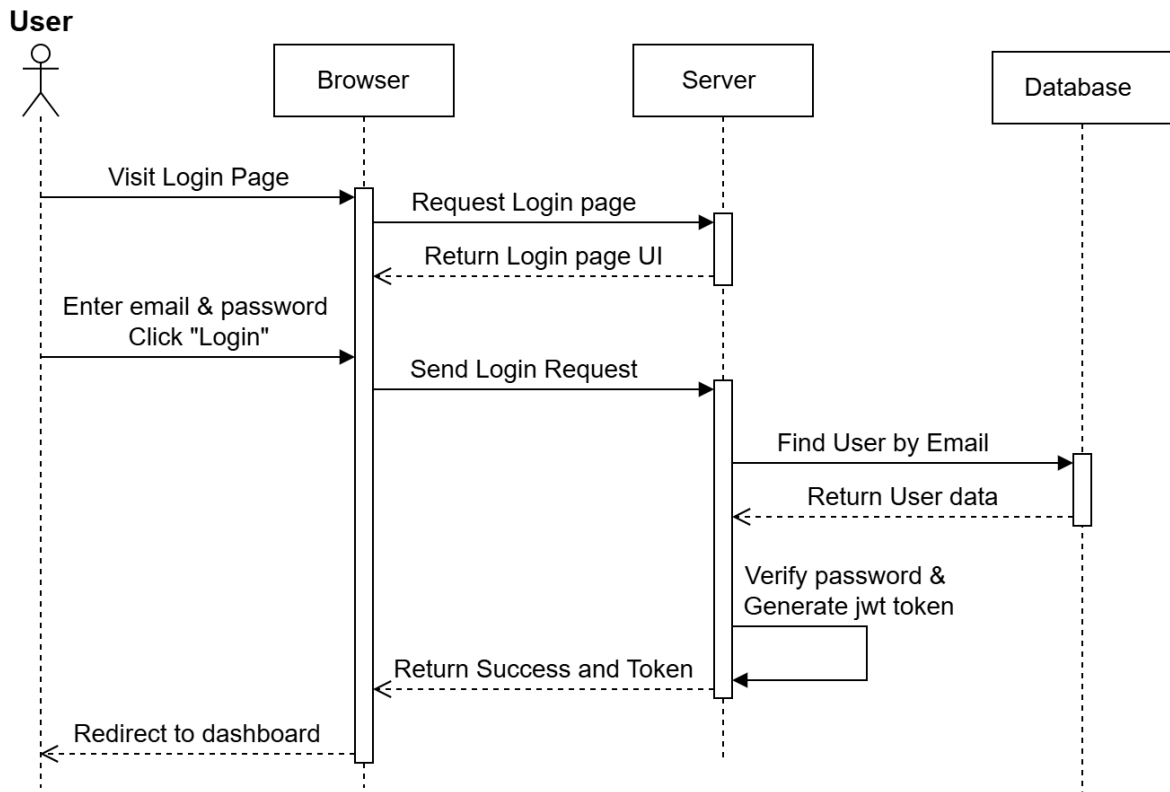 User
Browser
Server
Database
Visit Login Page
Request Login page
Return Login page UI
Enter email & password
Click "Login"
Send Login Request
Find User by Email
Return User data
Verify password &
Generate jwt token
Return Success and Token
Redirect to dashboard